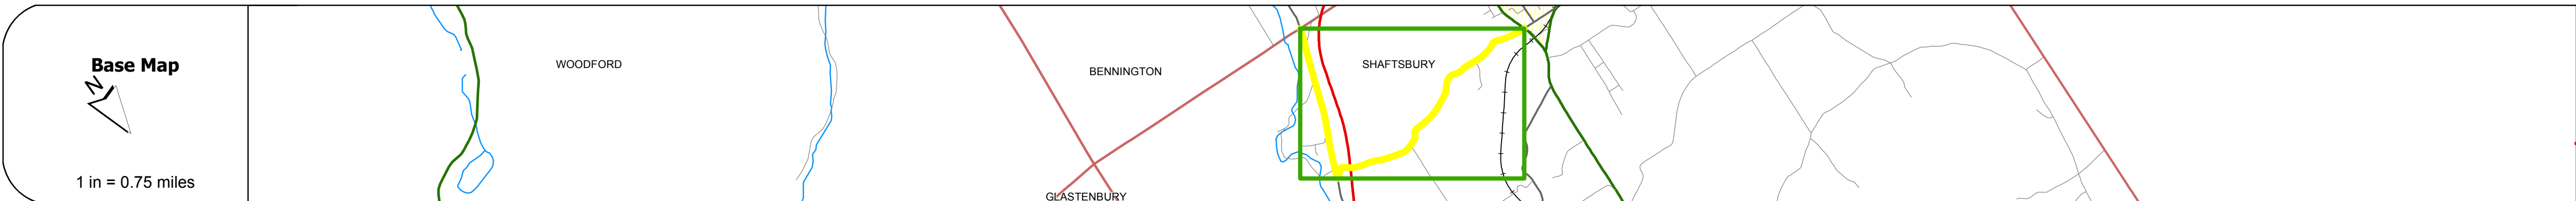 Base Map
N
1 in = 0.75 miles
WOODFORD
BENNINGTON
GLASTENBURY
SHAFTSBURY